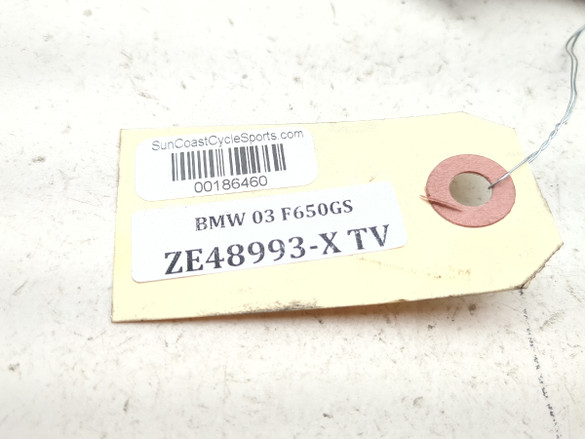 SunCoastCycleSports.com
00186460
BMW 03 F650GS
ZE48993-X TV